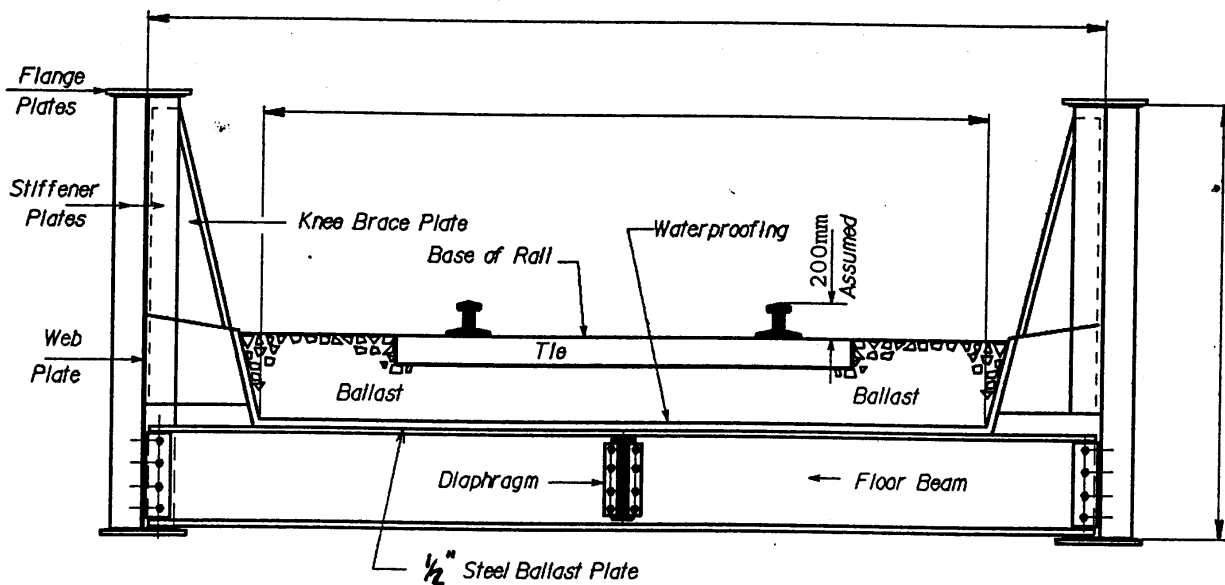 Flange
Plates
Stiffener
Plates
Knee Brace Plate
Waterproofing
200mm
Assumed
Base of Rail
Web
Plate
Tie
Ballast
Ballast
Diaphragm
Floor Beam
1/2" Steel Ballast Plate